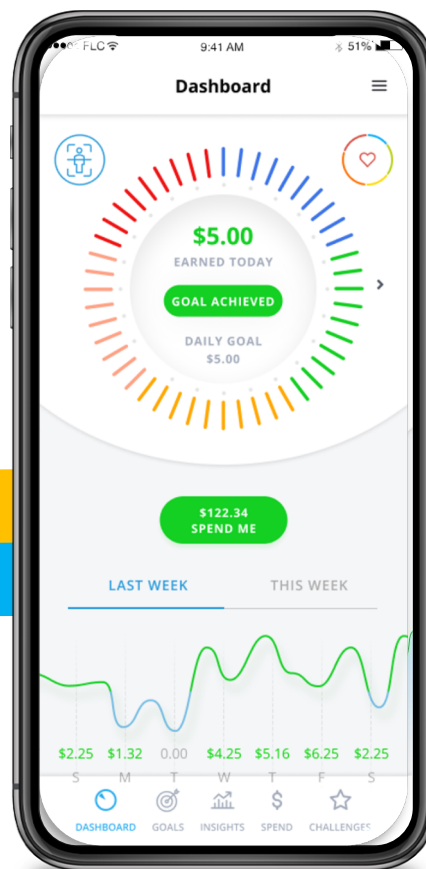 FLC 9:41 AM 51%
Dashboard
$5.00
EARNED TODAY
GOAL ACHIEVED
DAILY GOAL
$5.00
$122.34
SPEND ME
LAST WEEK THIS WEEK
$2.25 $1.32 0.00 $4.25 $5.16 $6.25 $2.25
S M T W T F S
DASHBOARD GOALS INSIGHTS SPEND CHALLENGES